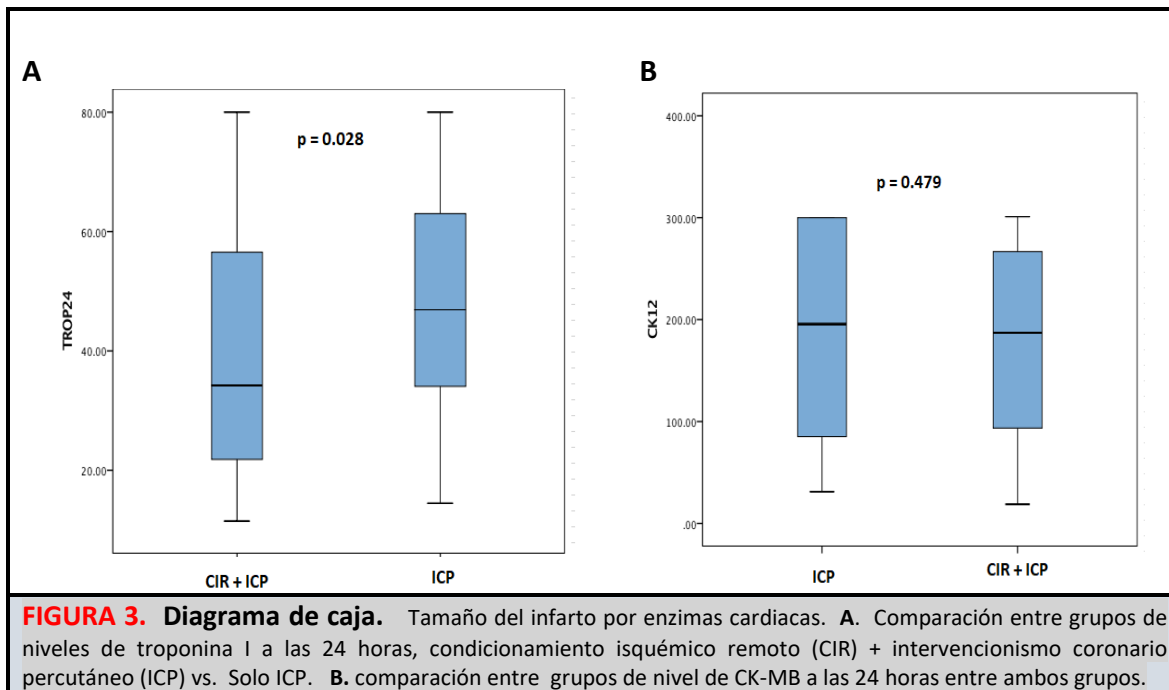 A
B
80.00
60.00
40.00
20.00
TROP24
p = 0.028
CIR + ICP
ICP
400.00
300.00
200.00
100.00
.00
CK12
p = 0.479
ICP
CIR + ICP
FIGURA 3. Diagrama de caja. Tamaño del infarto por enzimas cardiacas. A. Comparación entre grupos de
niveles de troponina I a las 24 horas, condicionamiento isquémico remoto (CIR) + intervencionismo coronario
percutáneo (ICP) vs. Solo ICP. B. comparación entre grupos de nivel de CK-MB a las 24 horas entre ambos grupos.